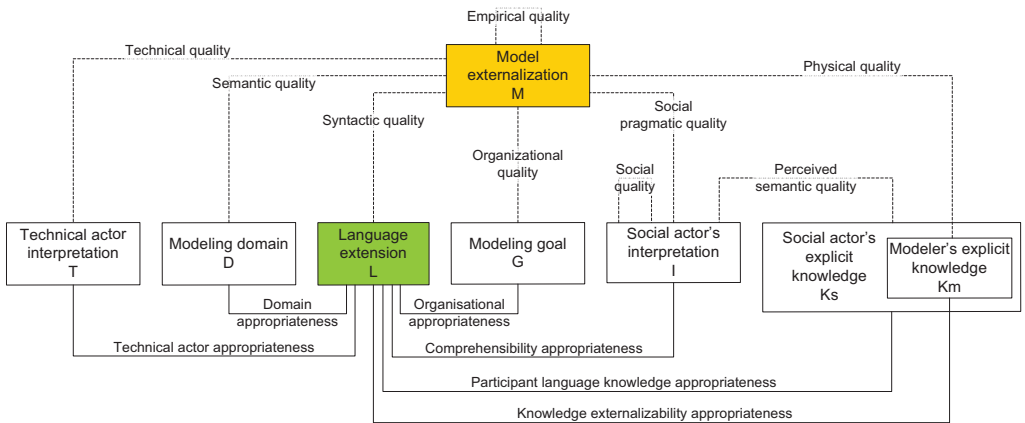 Empirical quality
Technical quality
Model
externalization
M
Physical quality
Semantic quality
Syntactic quality
Social
pragmatic quality
Organizational
quality
Social
quality
Perceived
semantic quality
Technical actor
interpretation
T
Modeling domain
D
Language
extension
L
Modeling goal
G
Social actor's
interpretation
I
Social actor's
explicit
knowledge
Ks
Modeler's explicit
knowledge
Km
Domain
appropriateness
Organisational
appropriateness
Technical actor appropriateness
Comprehensibility appropriateness
Participant language knowledge appropriateness
Knowledge externalizability appropriateness